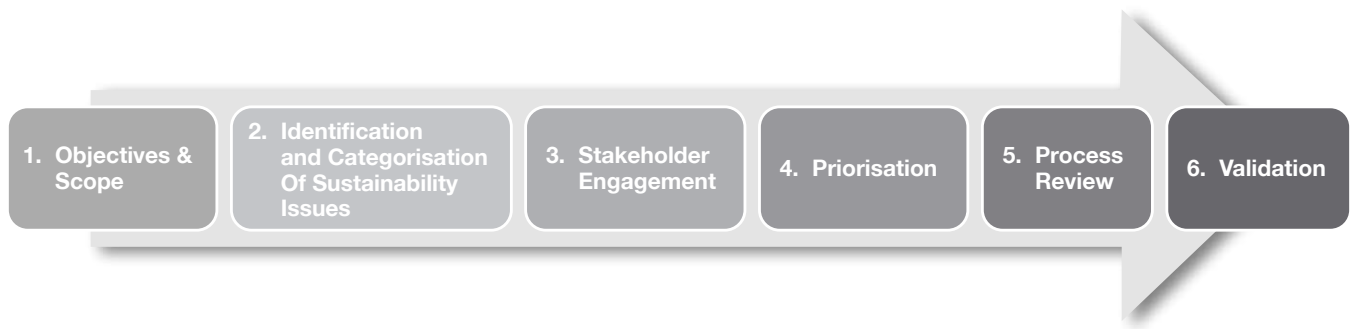 1. Objectives &
Scope
2. Identification
and Categorisation
Of Sustainability
Issues
3. Stakeholder
Engagement
4. Priorisation
5. Process
Review
6. Validation